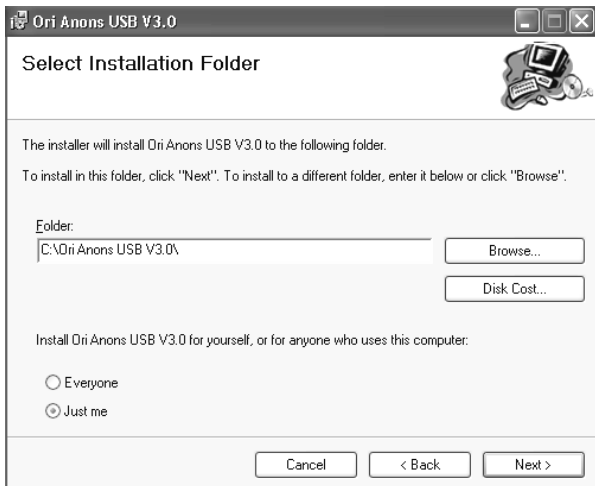 Ori Anons USB V3.0
Select Installation Folder
The installer will install Ori Anons USB V3.0 to the following folder.
To install in this folder, click "Next". To install to a different folder, enter it below or click "Browse".
Folder:
C:\Ori Anons USB V3.0\
Browse...
Disk Cost...
Install Ori Anons USB V3.0 for yourself, or for anyone who uses this computer:
Everyone
Just me
Cancel
< Back
Next >